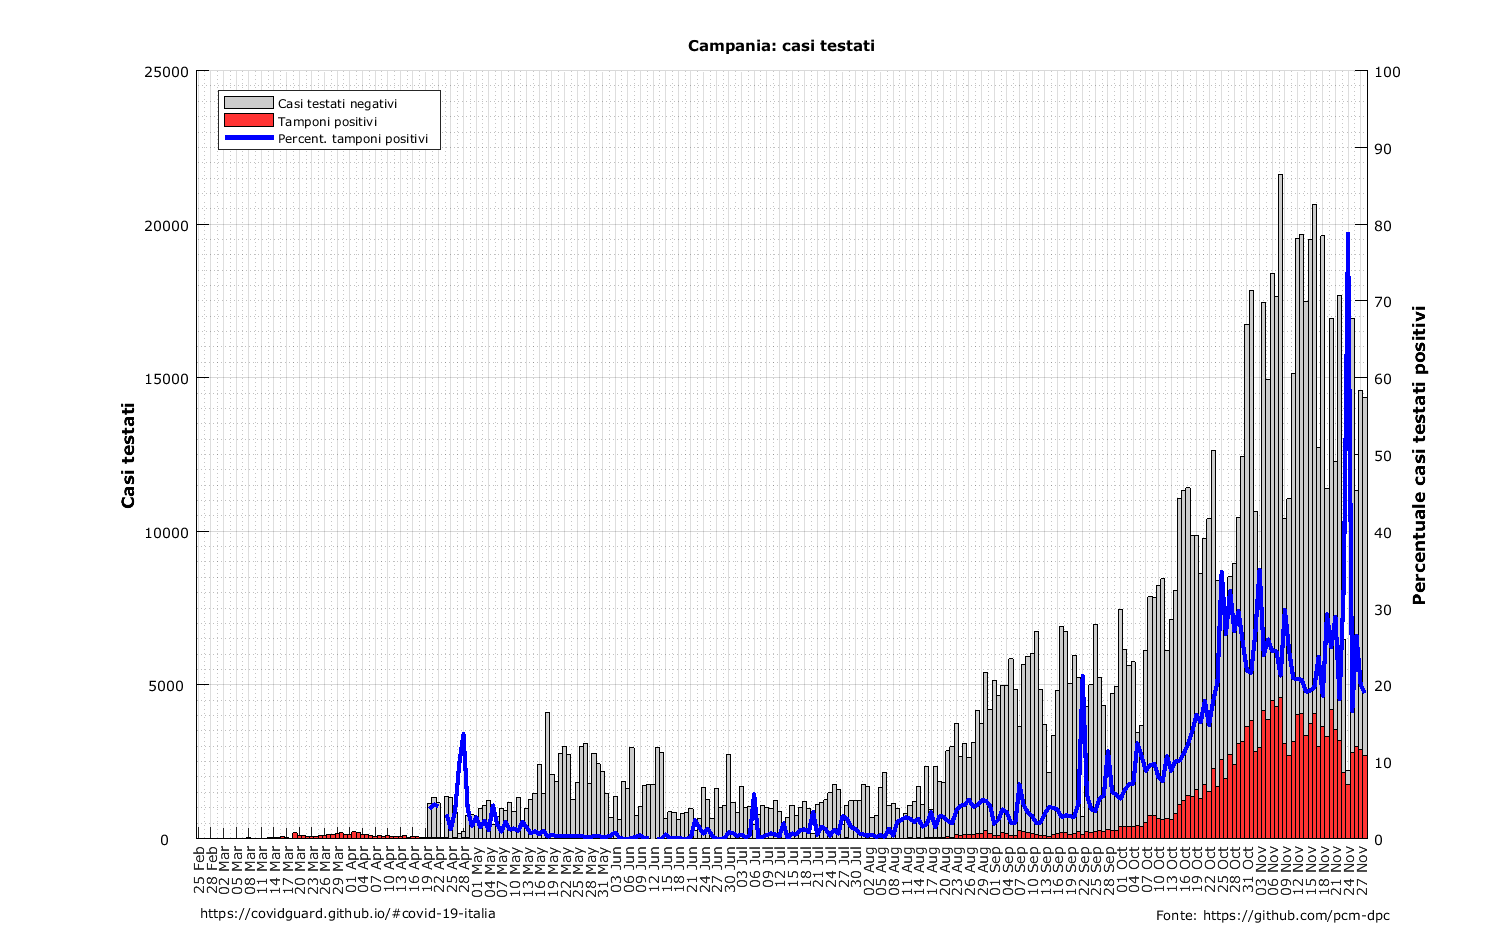 Campania: casi testati
25000
20000
15000
10000
5000
0
100
90
80
70
60
50
40
30
20
10
0
Casi testati negativi
Tamponi positivi
Percent. tamponi positivi
Casi testati
Percentuale casi testati positivi
25 Feb
28 Feb
02 Mar
05 Mar
08 Mar
11 Mar
14 Mar
17 Mar
20 Mar
23 Mar
26 Mar
29 Mar
01 Apr
04 Apr
07 Apr
10 Apr
13 Apr
16 Apr
19 Apr
22 Apr
25 Apr
28 Apr
01 May
04 May
07 May
10 May
13 May
16 May
19 May
22 May
25 May
28 May
31 May
03 Jun
06 Jun
09 Jun
12 Jun
15 Jun
18 Jun
21 Jun
24 Jun
27 Jun
30 Jun
03 Jul
06 Jul
09 Jul
12 Jul
15 Jul
18 Jul
21 Jul
24 Jul
27 Jul
30 Jul
02 Aug
05 Aug
08 Aug
11 Aug
14 Aug
17 Aug
20 Aug
23 Aug
26 Aug
29 Aug
01 Sep
04 Sep
07 Sep
10 Sep
13 Sep
16 Sep
19 Sep
22 Sep
25 Sep
28 Sep
01 Oct
04 Oct
07 Oct
10 Oct
13 Oct
16 Oct
19 Oct
22 Oct
25 Oct
28 Oct
31 Oct
03 Nov
06 Nov
09 Nov
12 Nov
15 Nov
18 Nov
21 Nov
24 Nov
27 Nov
https://covidguard.github.io/#covid-19-italia
Fonte: https://github.com/pcm-dpc